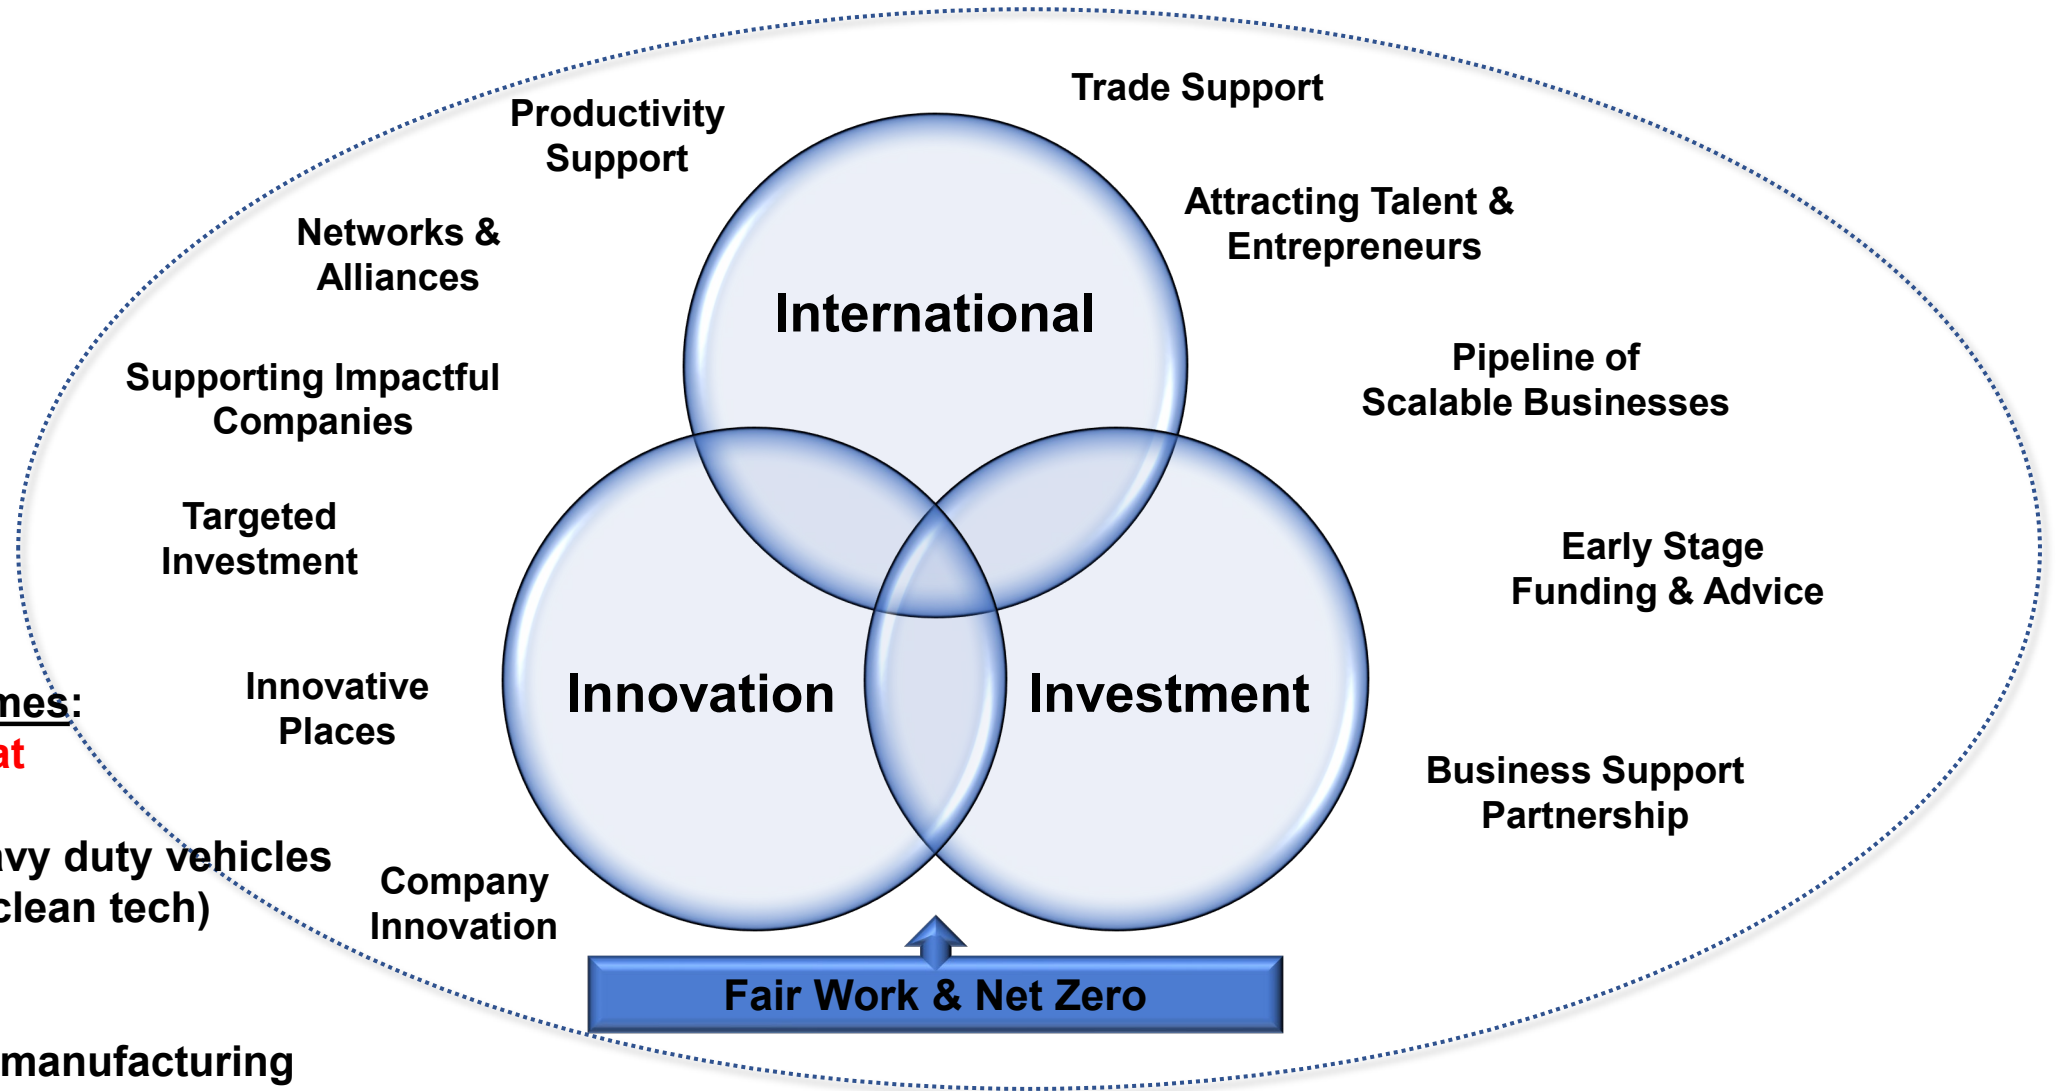 Trade Support
Productivity
Support
Attracting Talent &
Entrepreneurs
Networks &
Alliances
International
Pipeline of
Scalable Businesses
Supporting Impactful
Companies
Targeted
Investment
Early Stage
Funding & Advice
Innovative
Places
Innovation
Investment
mes:
at
Business Support
Partnership
avy duty vehicles
clean tech)
Company
Innovation
Fair Work & Net Zero
manufacturing